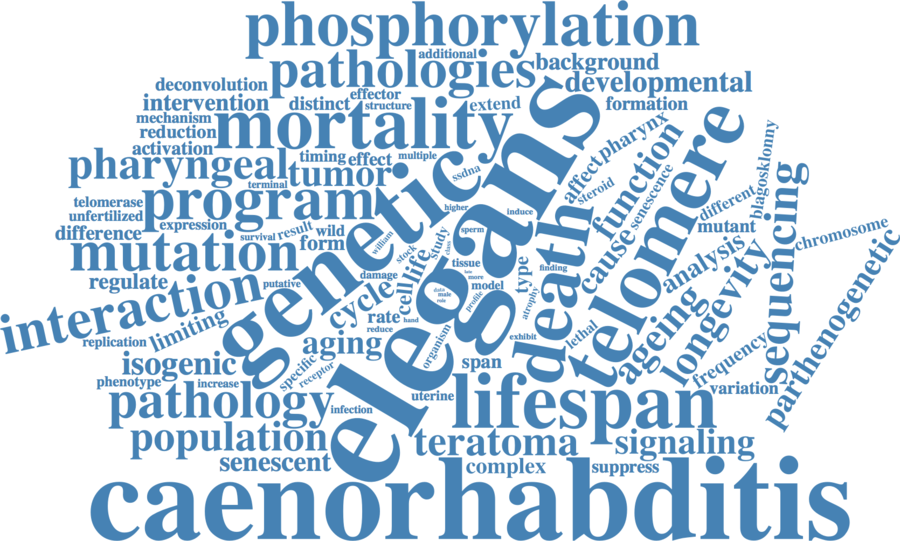 phosphorylation
additional
pathologies
background
deconvolution
developmental
effector
intervention
distinct
structure
extend
formation
mechanism
mortality
reduction
activation
pharynx
affect
timing
effect
multiple
pharyngeal
tumor
ssdna
steroid
function
telomere
blagosklonny
terminal
program
genetic
elegans
senescence
telomerase
unfertilized
higher
induce
different
sequencing
expression
difference
survival
result
wild
form
william
stock
study
sperm
death
cause
mutant
chromosome
mutation
life
cell
tissue
type
finding
analysis
regulate
putative
damage
cycle
more
model
data
male
role
profile
atrophy
ageing
longevity
parthenogenetic
interaction
limiting
rate
hand
reduce
replication
aging
organism
exhibit
lethal
isogenic
specific
receptor
span
frequency
phenotype
increase
variation
pathology
infection
uterine
lifespan
population
teratoma
signaling
senescent
complex
suppress
caenorhabditis